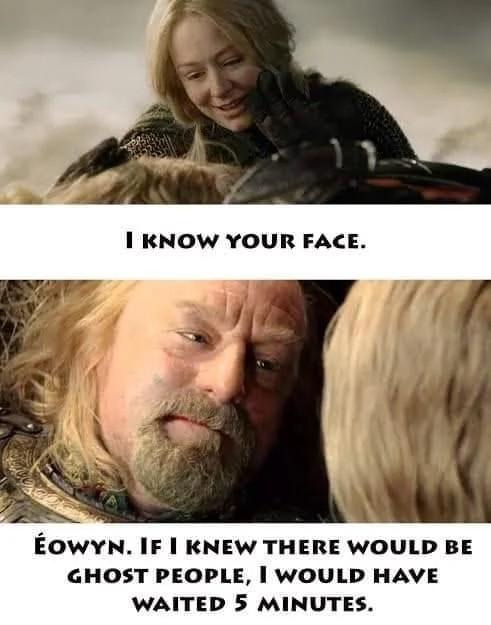 I KNOW YOUR FACE.
ÉOWYN. IF I KNEW THERE WOULD BE
GHOST PEOPLE, I WOULD HAVE
WAITED 5 MINUTES.